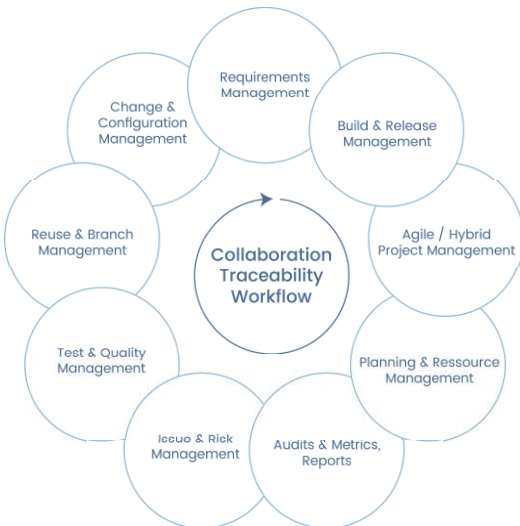 Requirements
Management
Build & Release
Management
Agile / Hybrid
Project Management
Planning & Ressource
Management
Audits & Metrics,
Reports
Issue & Risk
Management
Test & Quality
Management
Reuse & Branch
Management
Change &
Configuration
Management
Collaboration
Traceability
Workflow